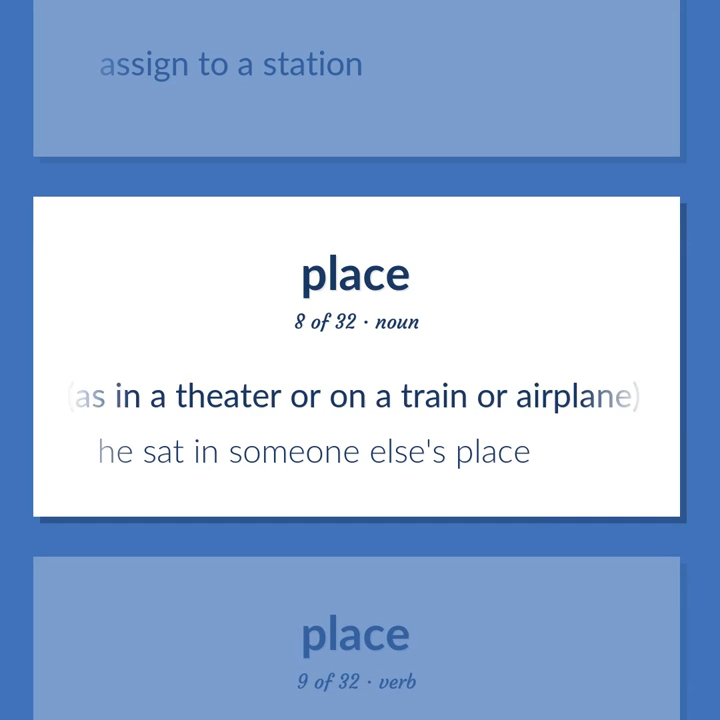 assign to a station
place
8 of 32 · noun
(as in a theater or on a train or airplane)
he sat in someone else's place
place
9 of 32 · verb